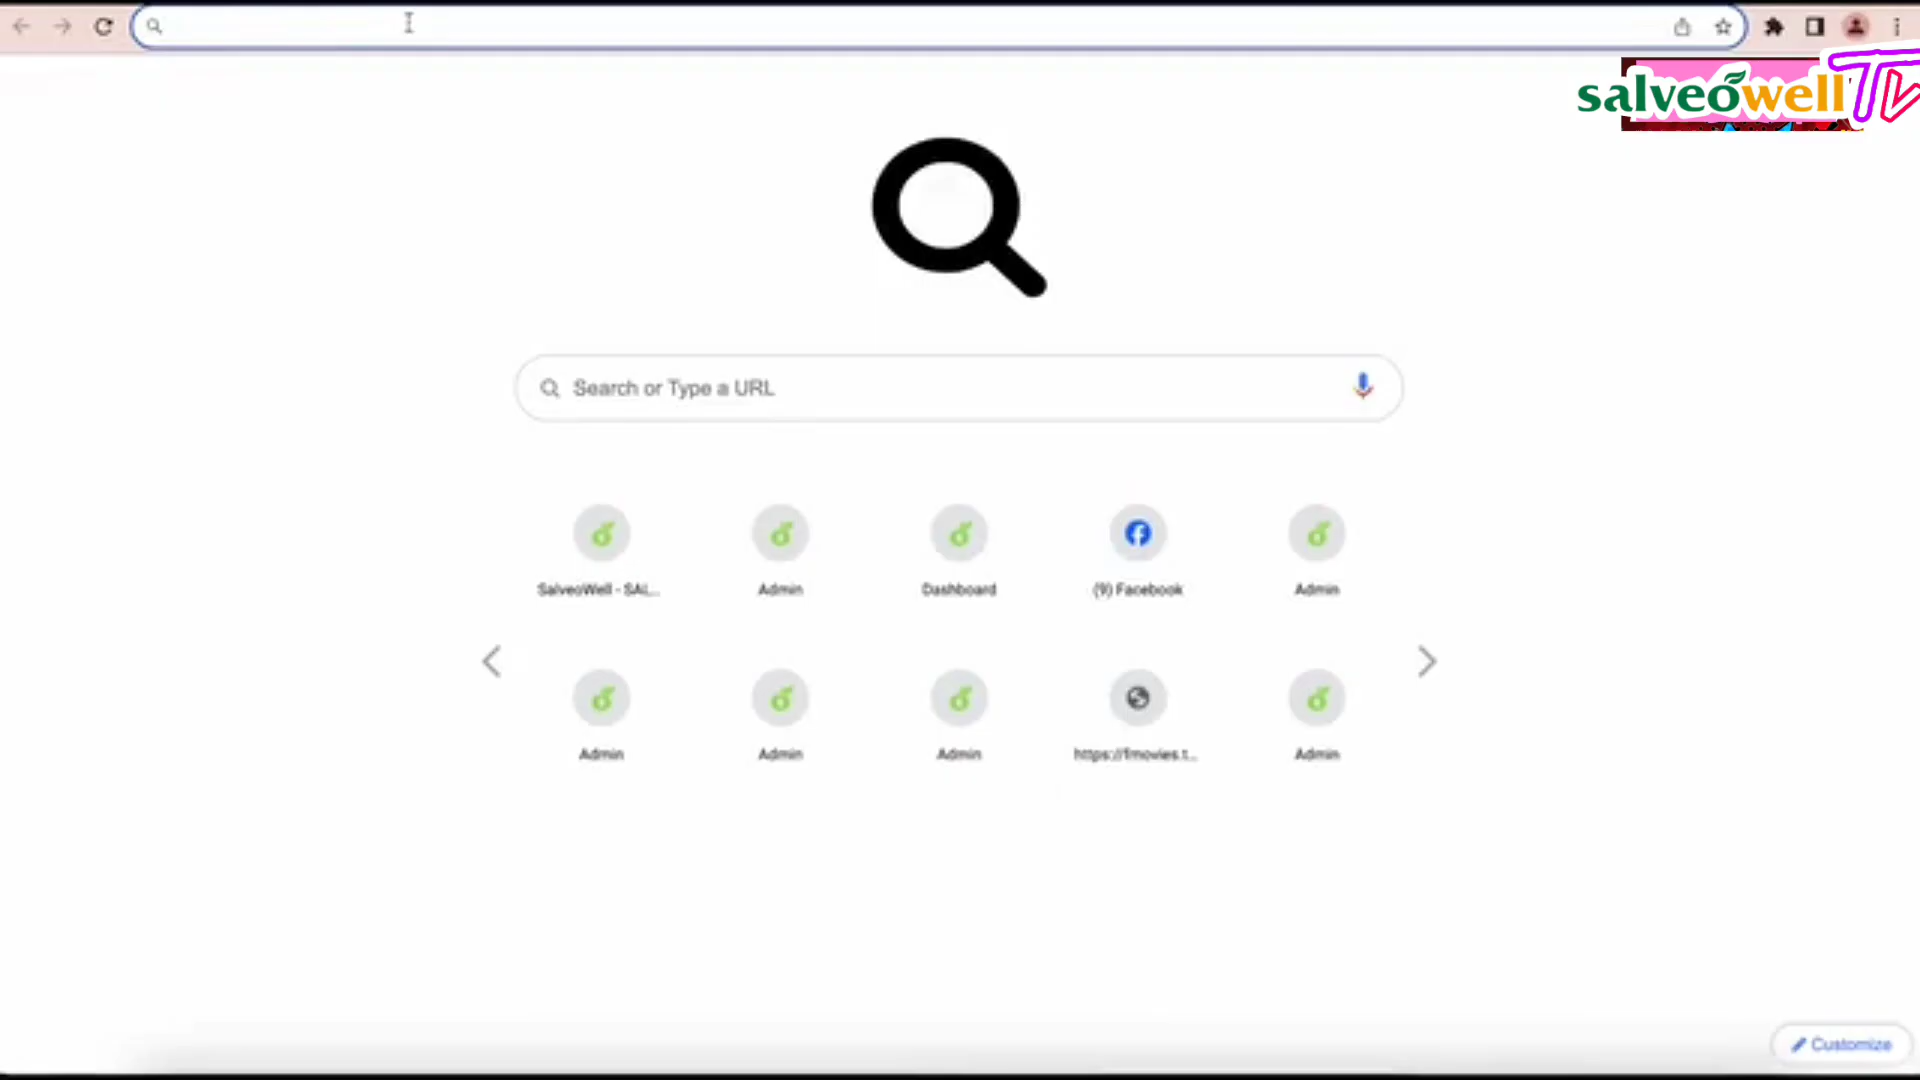 salveowell TV
Search or Type a URL
SalveoWell - SAL...
Admin
Dashboard
(9) Facebook
Admin
Admin
Admin
Admin
https://fmovies.t...
Admin
Customize